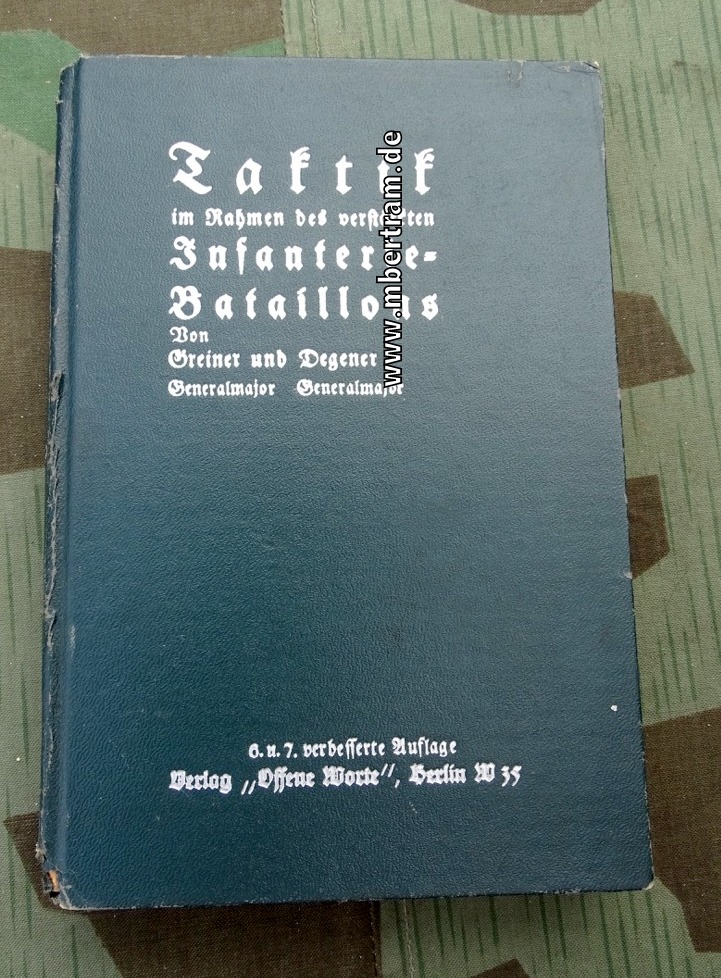 Taktik
im Rahmen des verstärkten
Infanterie-
Bataillons
Von
Greiner und Degener
Generalmajor Generalmajor
6. u. 7. verbesserte Auflage
Verlag „Offene Worte“, Berlin W 35
www.mbertram.de